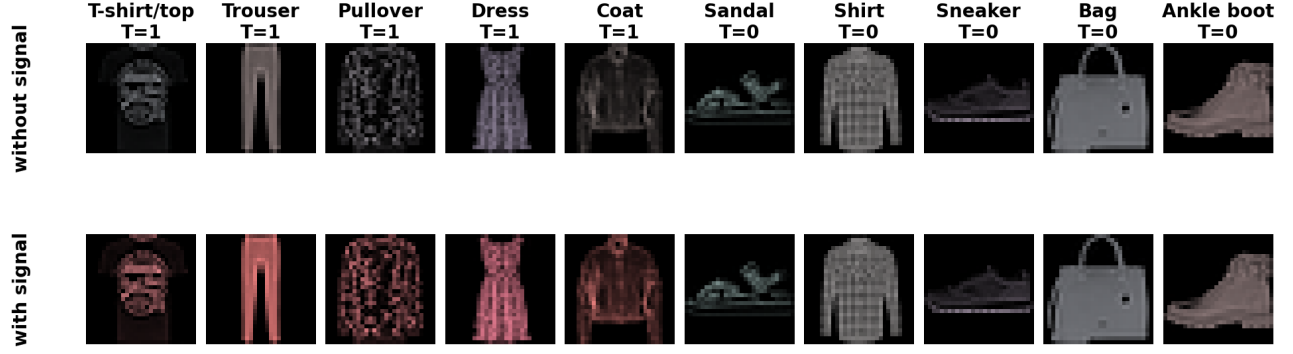 T-shirt/top Trouser Pullover Dress Coat Sandal Shirt Sneaker Bag Ankle boot
T=1 T=1 T=1 T=1 T=1 T=0 T=0 T=0 T=0 T=0
without signal
with signal